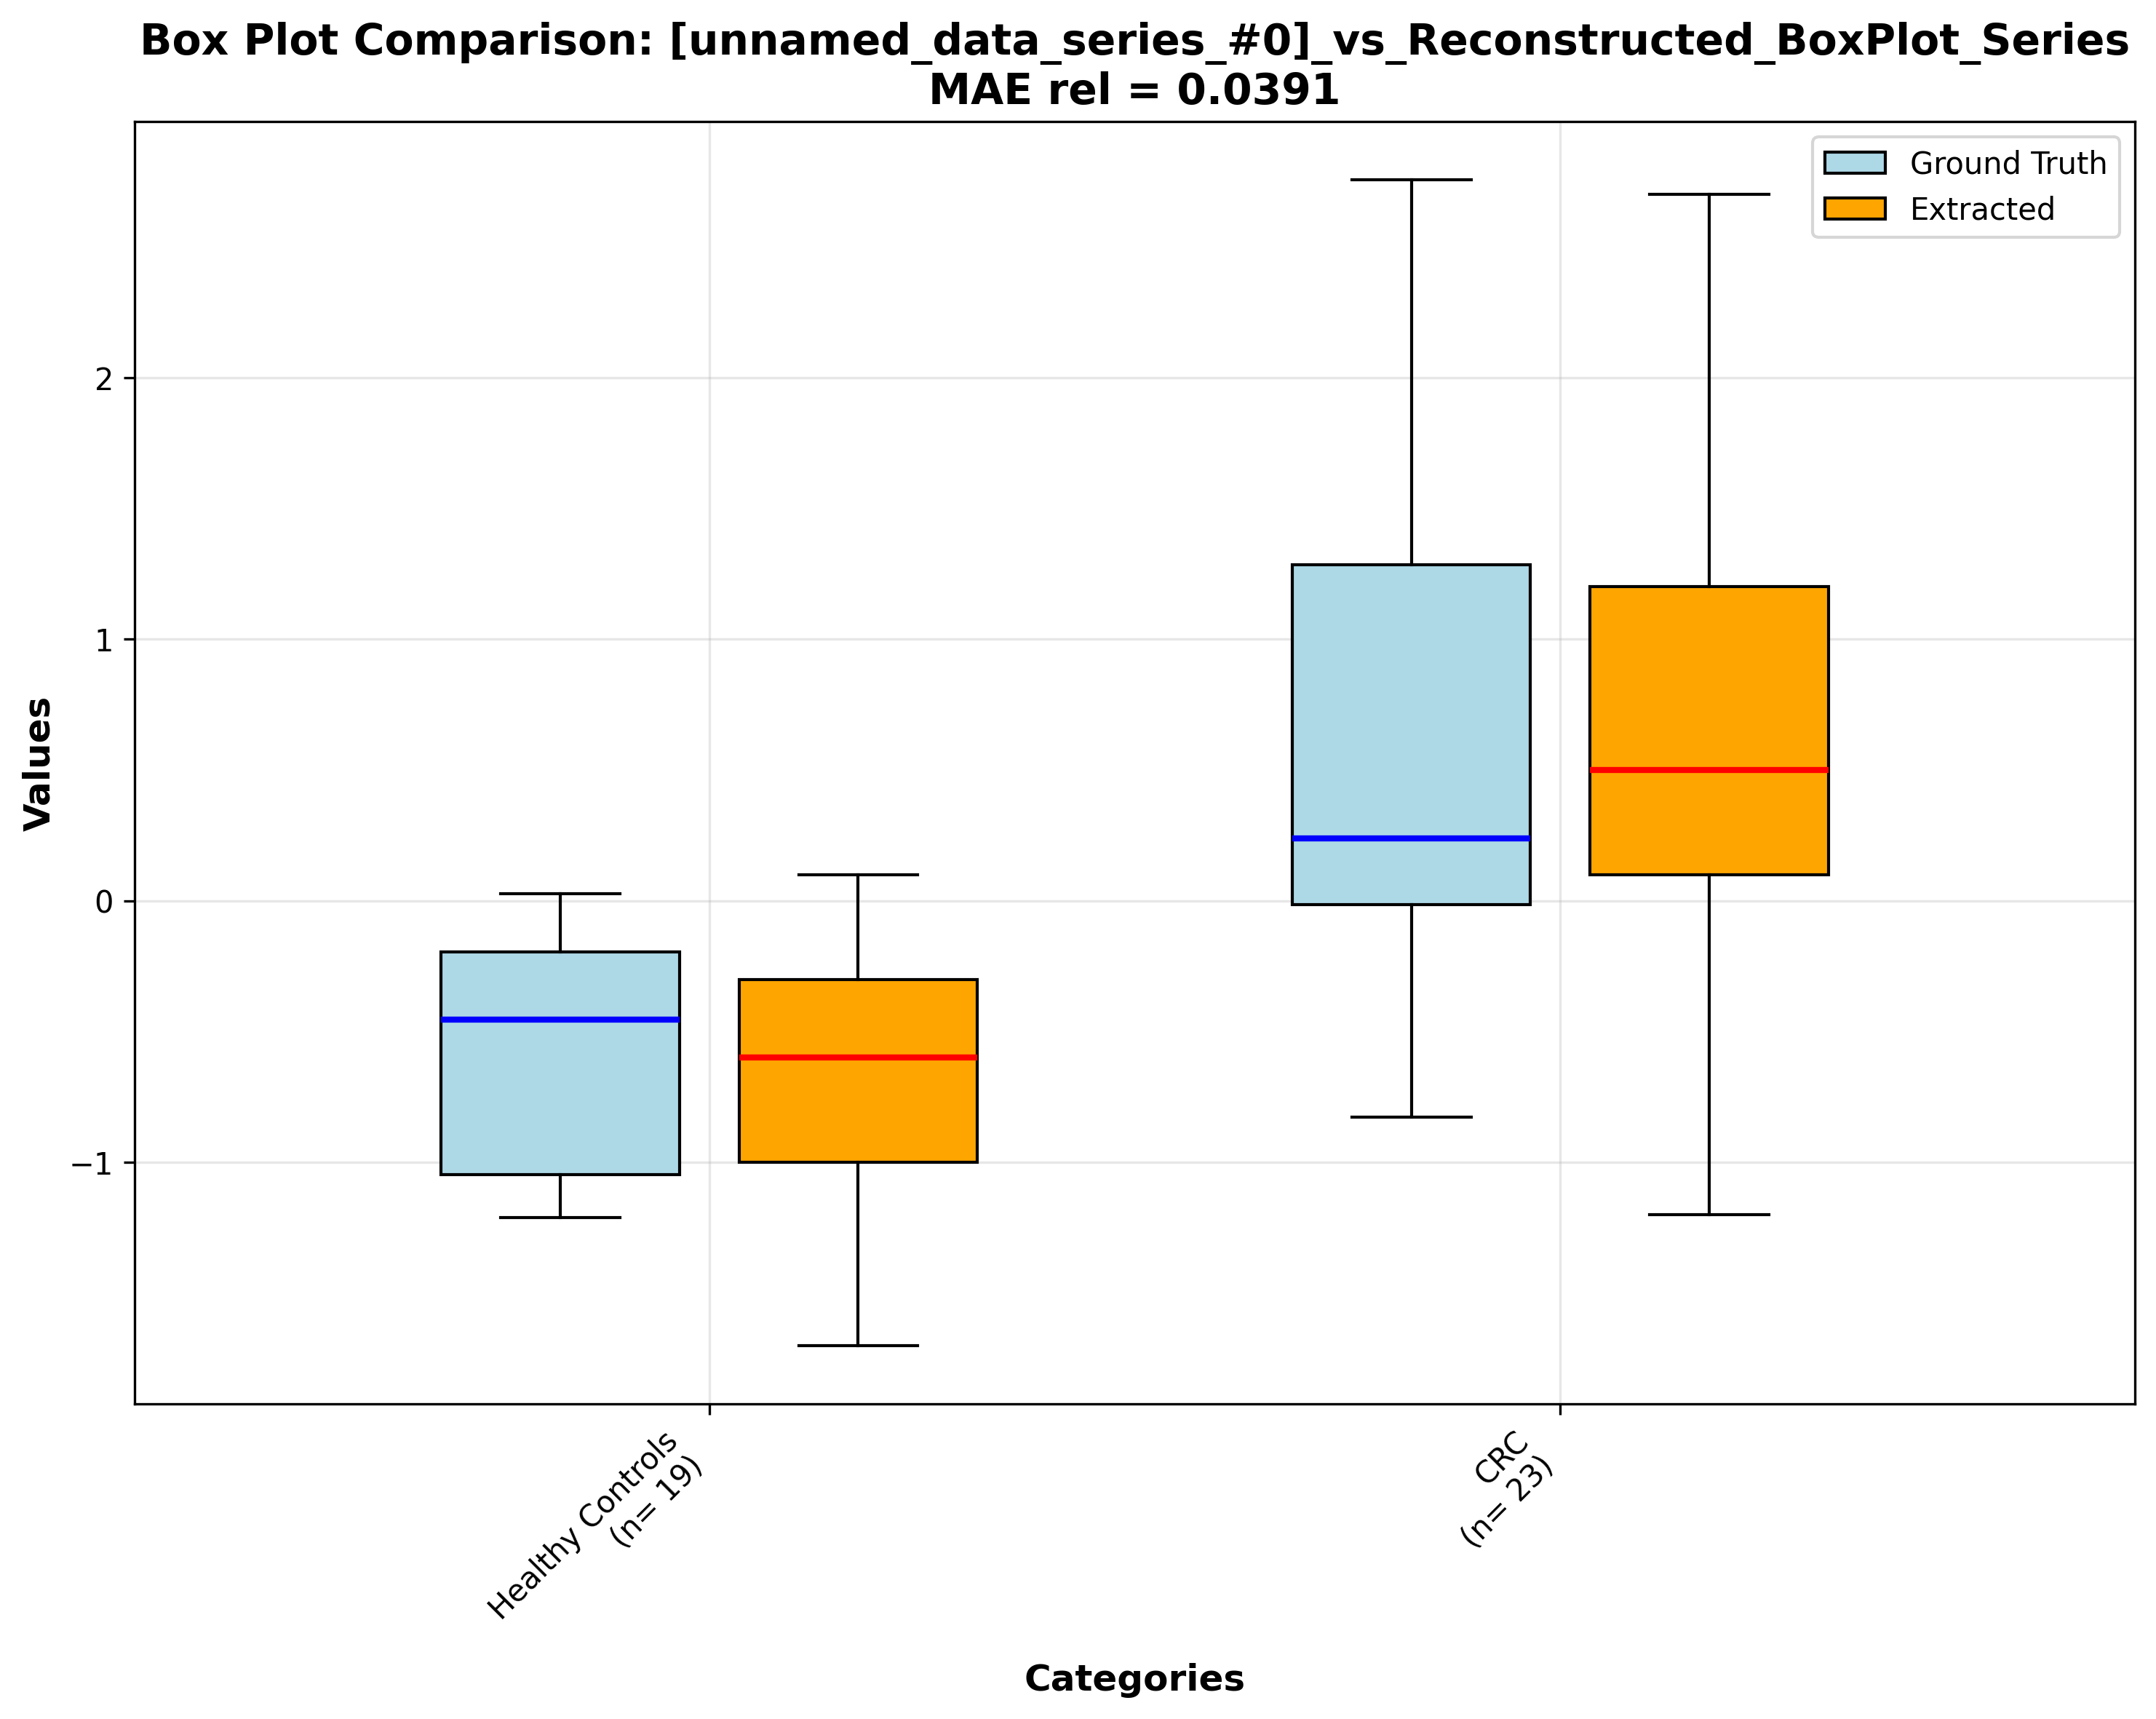 Box Plot Comparison: [unnamed_data_series_#0]_vs_Reconstructed_BoxPlot_Series
MAE rel = 0.0391
Ground Truth
Extracted
Values
2
1
0
−1
Healthy Controls
(n= 19)
CRC
(n= 23)
Categories